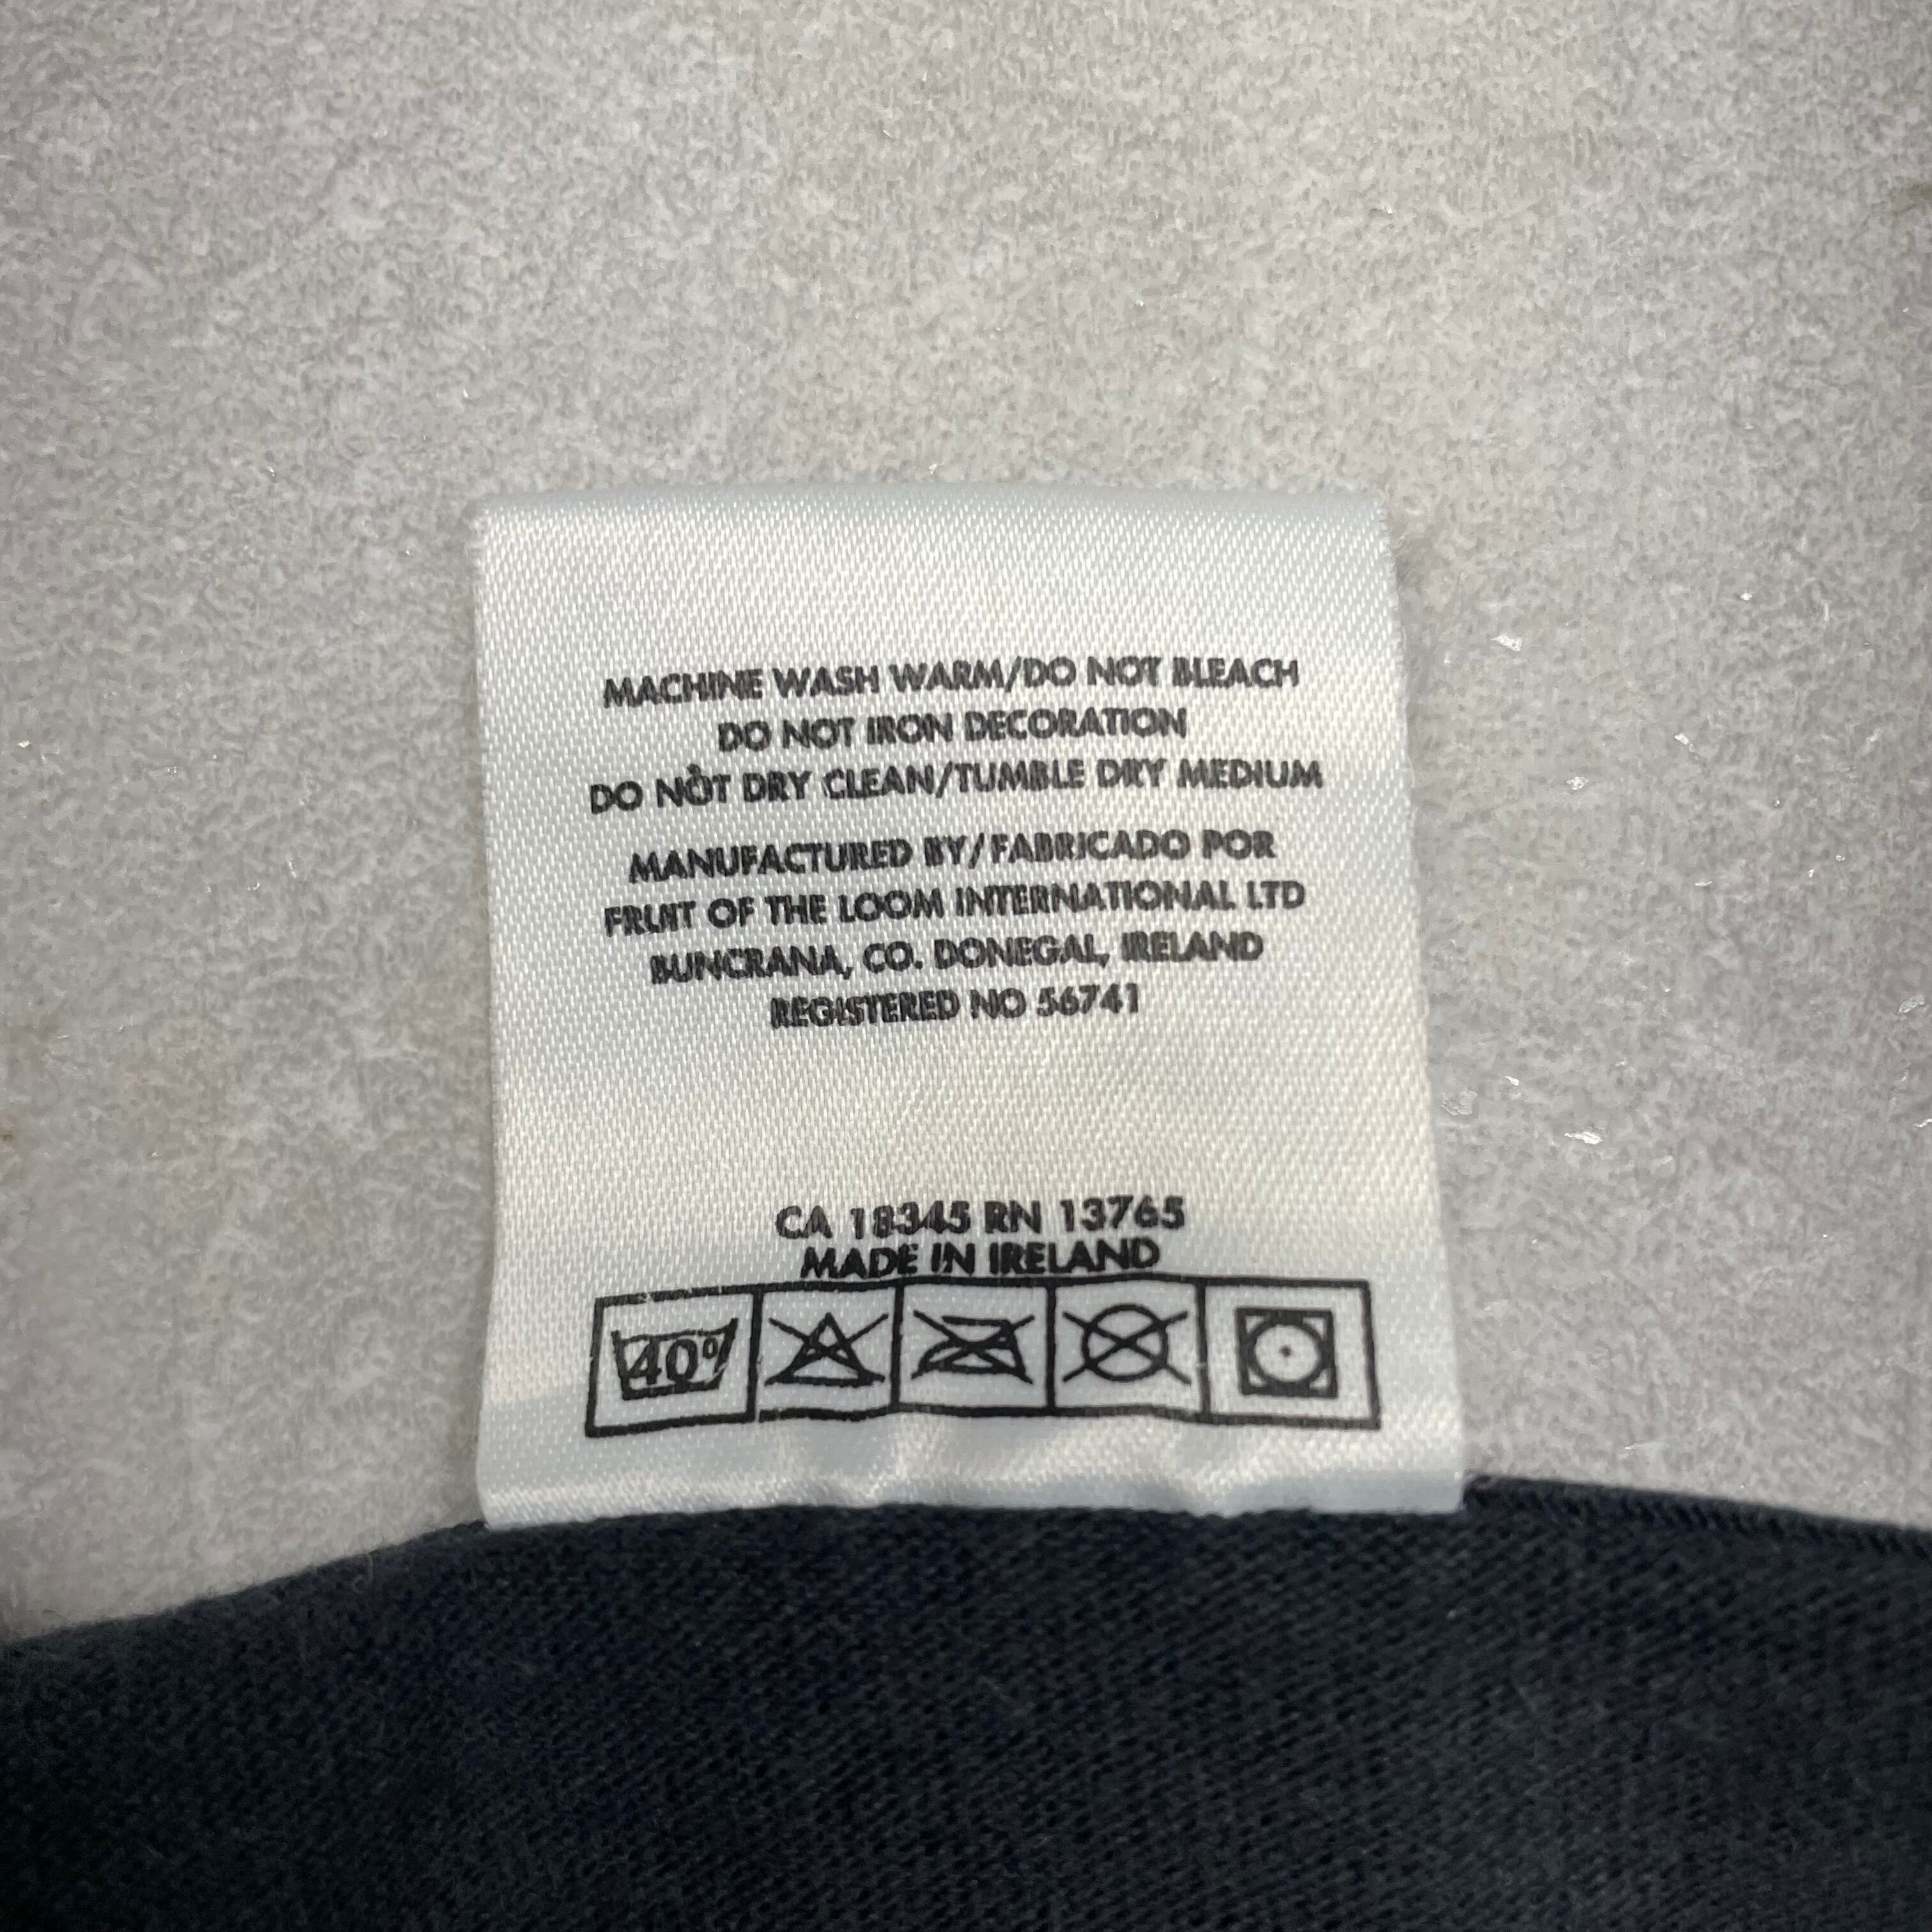 MACHINE WASH WARM/DO NOT BLEACH
DO NOT IRON DECORATION
DO NOT DRY CLEAN/TUMBLE DRY MEDIUM
MANUFACTURED BY/FABRICADO POR
FRUIT OF THE LOOM INTERNATIONAL LTD
BUNCRANA, CO. DONEGAL, IRELAND
REGISTERED NO 56741
CA 18345 RN 13765
MADE IN IRELAND
40°